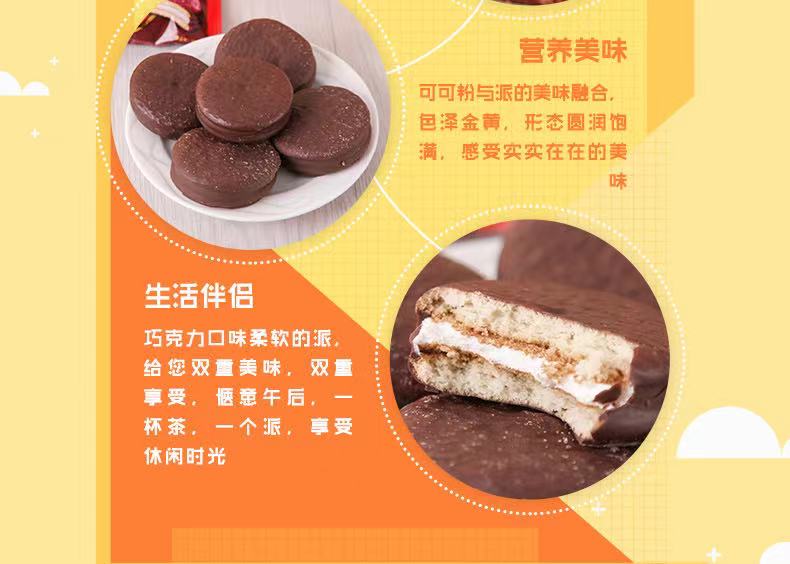 营养美味
可可粉与派的美味融合,
色泽金黄, 形态圆润饱
满, 感受实实在在的美
味
生活伴侣
巧克力口味柔软的派,
给您双重美味, 双重
享受, 惬意午后, 一
杯茶, 一个派, 享受
休闲时光